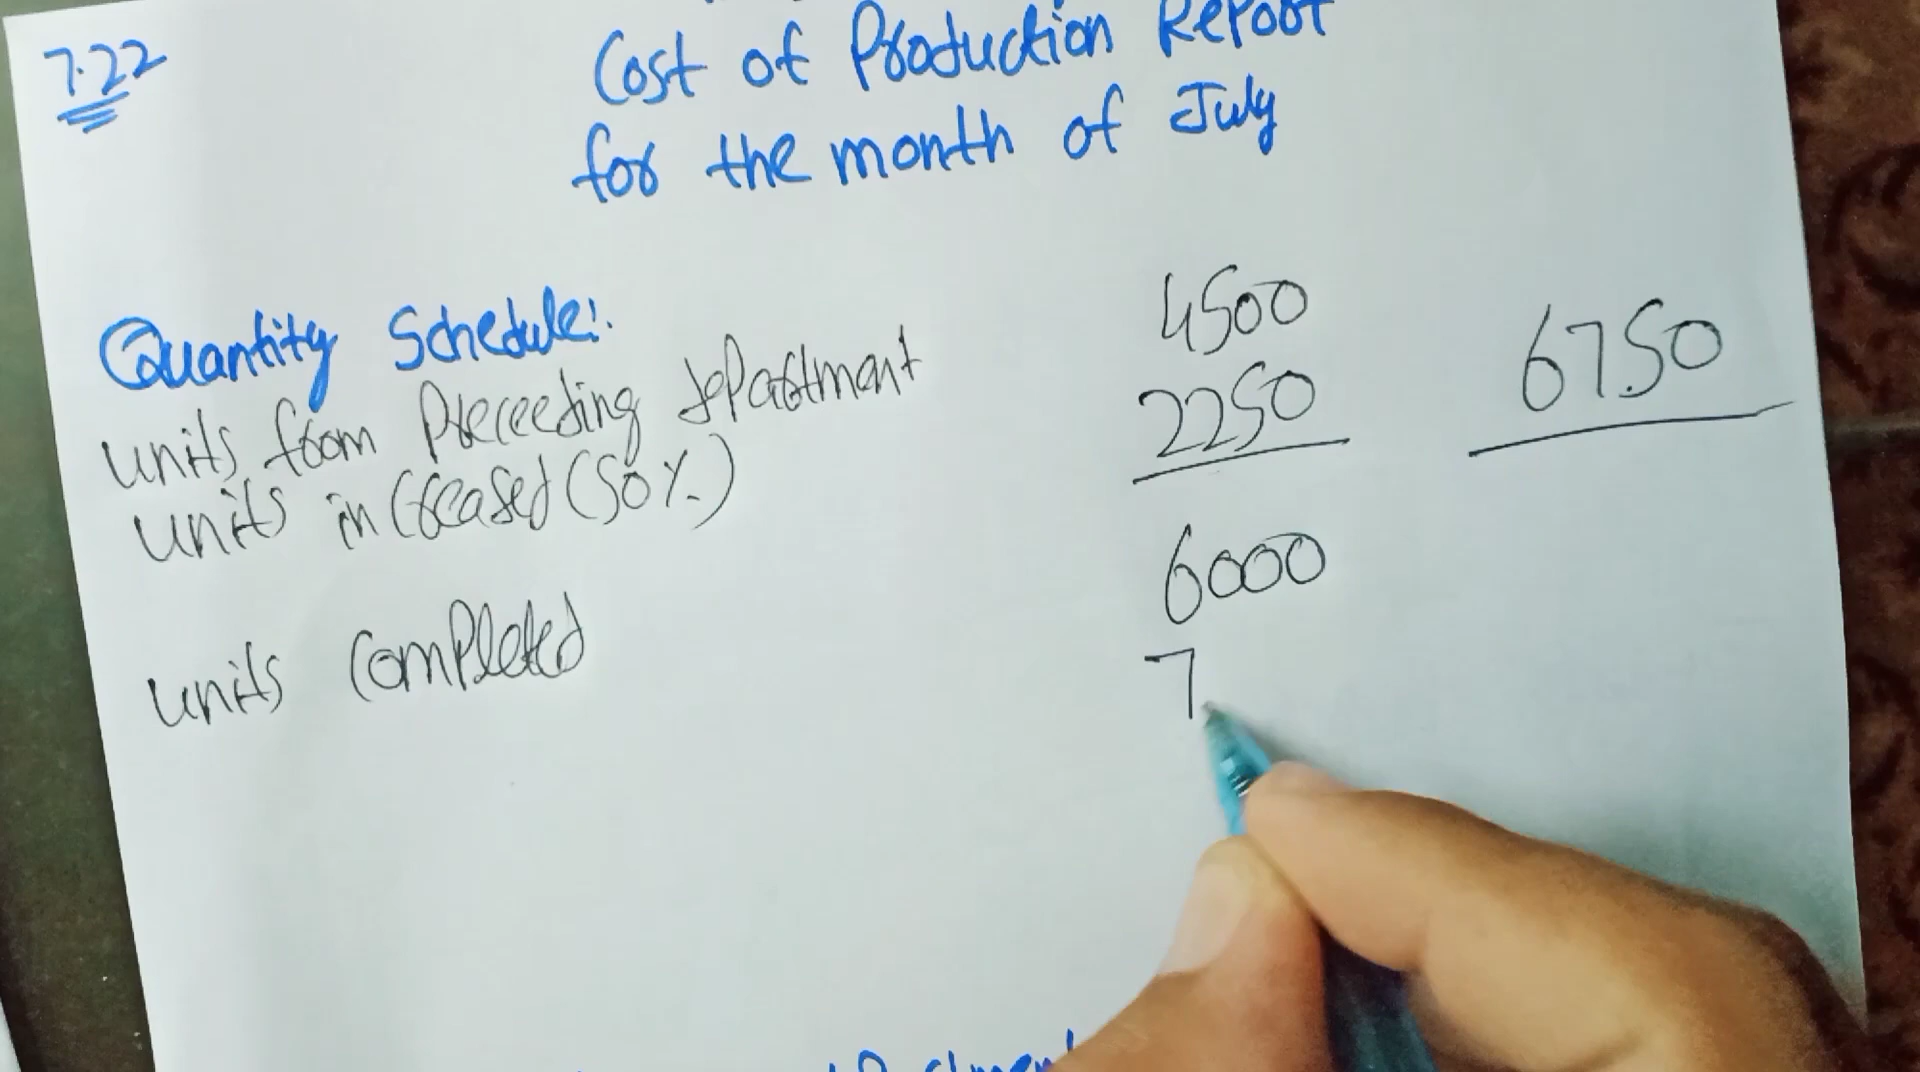 7.22
Cost of Production Report
for the month of July
Quantity Schedule:
units from Preceeding department 4500
units increased (50%) 2250 6750
units Completed 6000
7